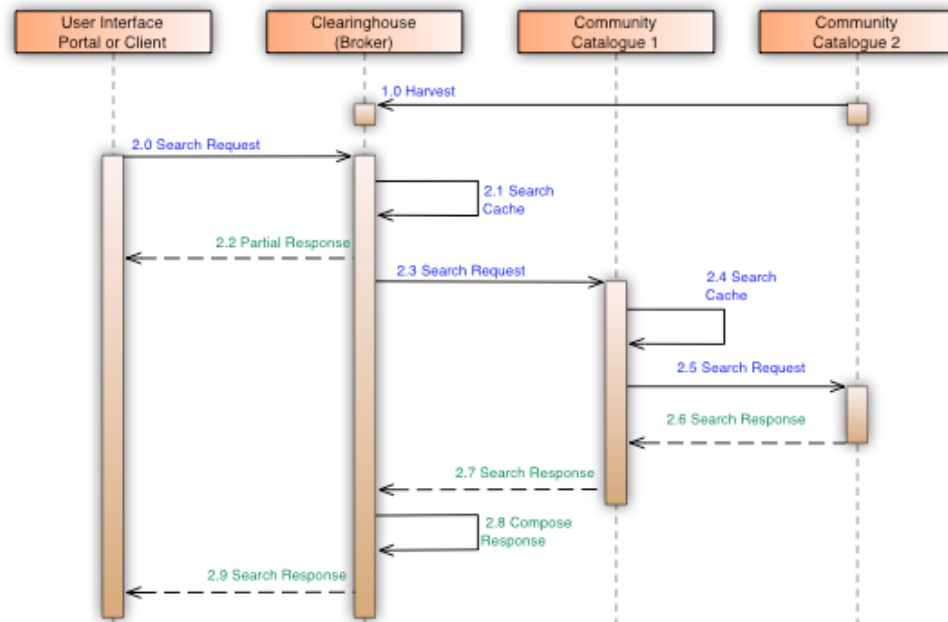 User Interface
Portal or Client
Clearinghouse
(Broker)
Community
Catalogue 1
Community
Catalogue 2
1.0 Harvest
2.0 Search Request
2.1 Search
Cache
2.2 Partial Response
2.3 Search Request
2.4 Search
Cache
2.5 Search Request
2.6 Search Response
2.7 Search Response
2.8 Compose
Response
2.9 Search Response